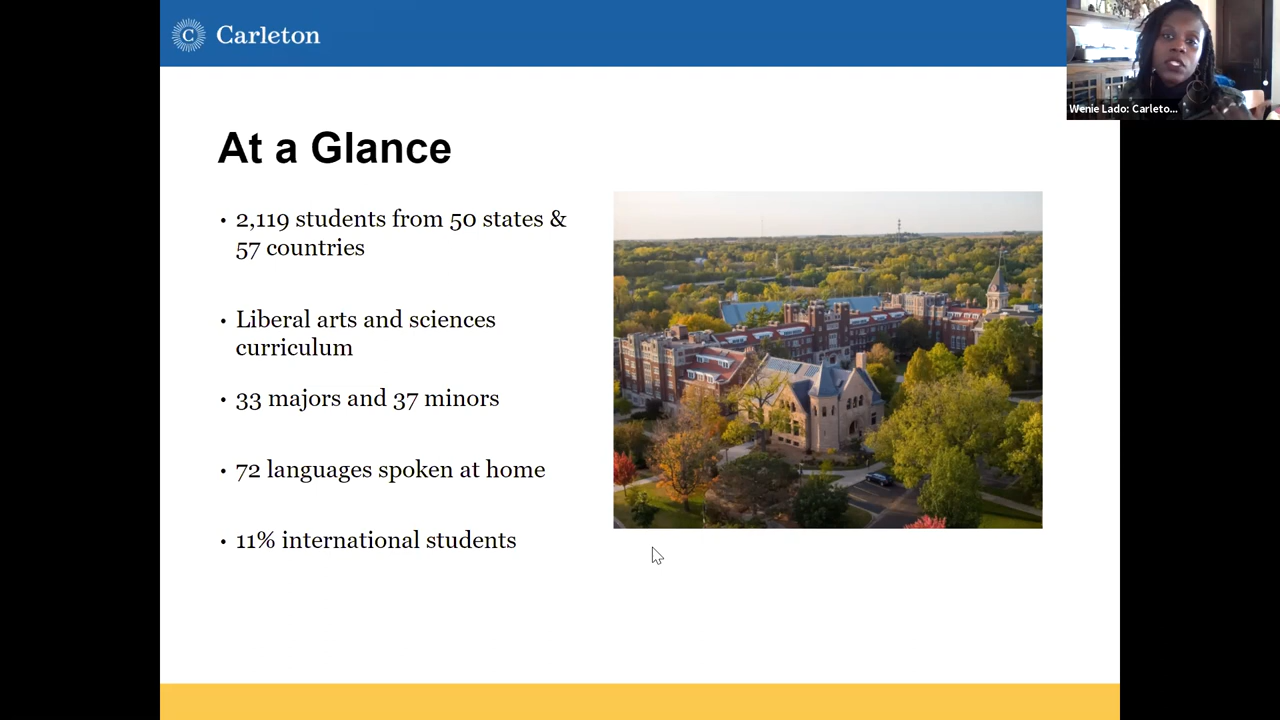 C Carleton
Wenie Lado: Carleto...
At a Glance
• 2,119 students from 50 states &
57 countries
• Liberal arts and sciences
curriculum
• 33 majors and 37 minors
• 72 languages spoken at home
• 11% international students